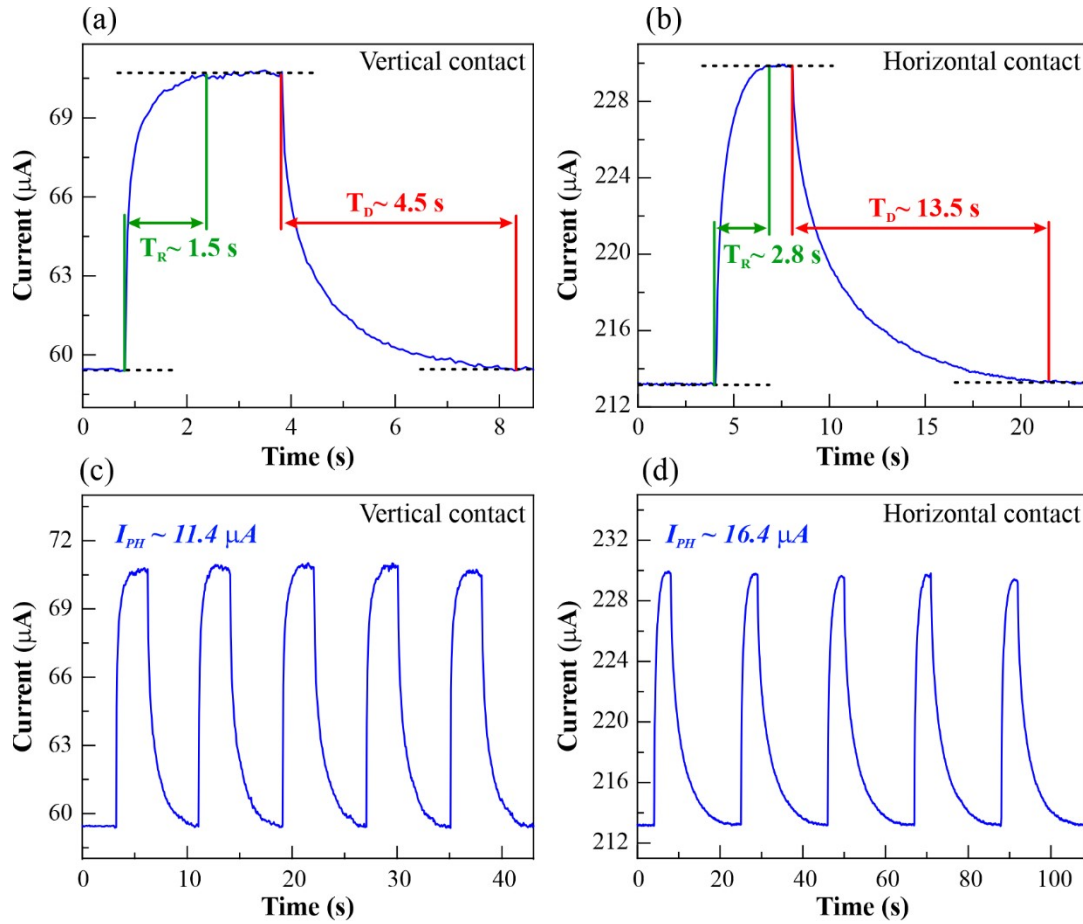 (a)
Vertical contact
T_D~ 4.5 s
T_R~ 1.5 s
69
66
63
60
0
2
4
6
8
Current (μA)
Time (s)
(b)
Horizontal contact
T_D~ 13.5 s
T_R~ 2.8 s
228
224
220
216
212
0
5
10
15
20
Current (μA)
Time (s)
(c)
I_PH ~ 11.4 μA
Vertical contact
72
69
66
63
60
0
10
20
30
40
Current (μA)
Time (s)
(d)
I_PH ~ 16.4 μA
Horizontal contact
232
228
224
220
216
212
0
20
40
60
80
100
Current (μA)
Time (s)